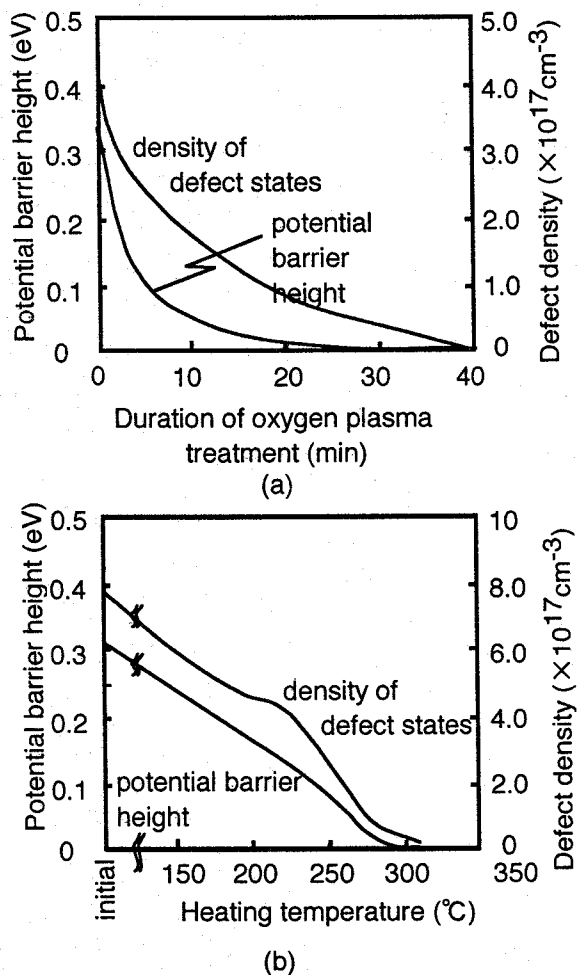 Potential barrier height (eV)
0.5
0.4
0.3
0.2
0.1
0
5.0
4.0
3.0
2.0
1.0
0
Defect density (×10¹⁷cm⁻³)
density of
defect states
potential
barrier
height
0 10 20 30 40
Duration of oxygen plasma
treatment (min)
(a)
Potential barrier height (eV)
0.5
0.4
0.3
0.2
0.1
0
10
8.0
6.0
4.0
2.0
0
Defect density (×10¹⁷cm⁻³)
density of
defect states
potential barrier
height
initial 150 200 250 300 350
Heating temperature (℃)
(b)